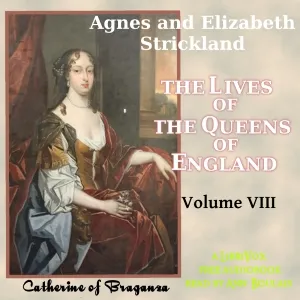 Agnes and Elizabeth
Strickland
THE LIVES
OF
THE QUEENS
OF
ENGLAND
Volume VIII
Catherine of Braganza